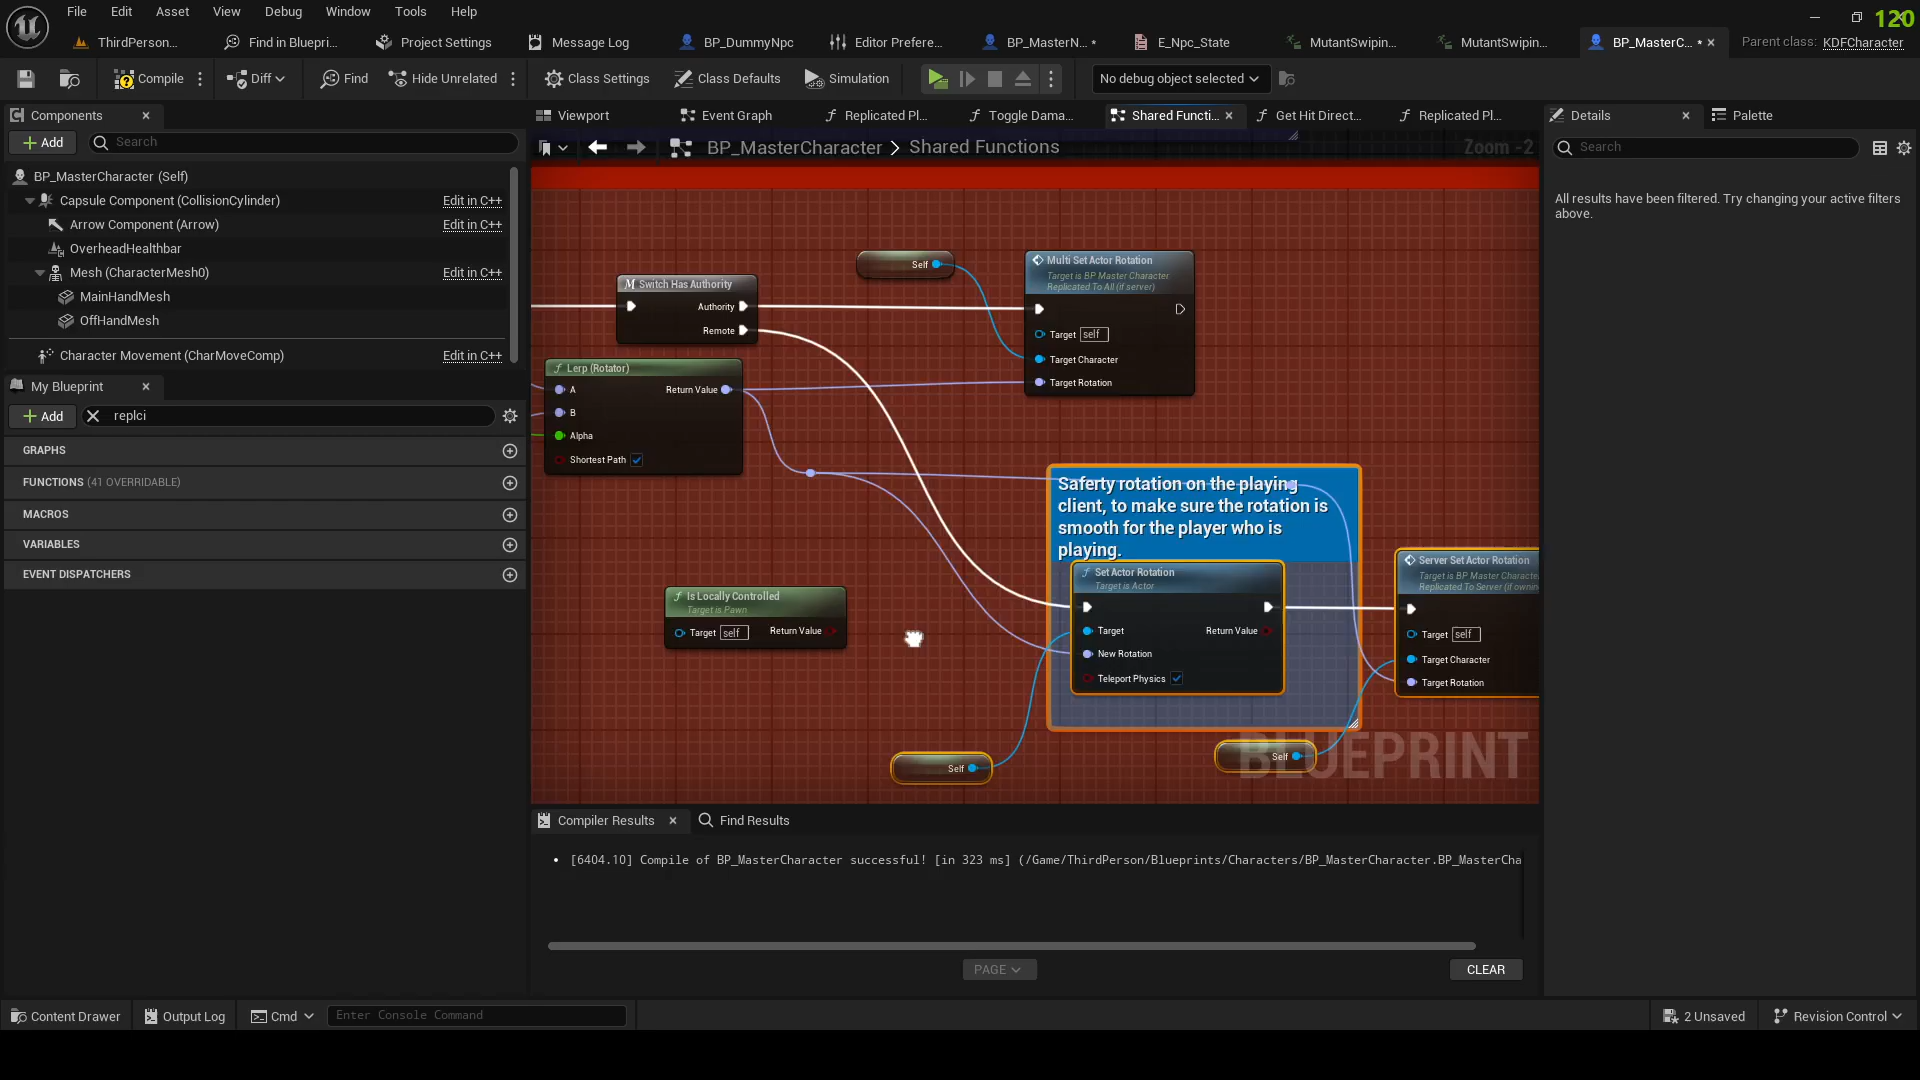 File Edit Asset View Debug Window Tools Help
120
ThirdPerson... Find in Bluepri... Project Settings Message Log BP_DummyNpc Editor Prefere... BP_MasterN... * E_Npc_State MutantSwipin... MutantSwipin... BP_MasterC... * Parent class: KDFCharacter
Compile Diff Find Hide Unrelated Class Settings Class Defaults Simulation No debug object selected
Components
Add Search
BP_MasterCharacter (Self)
Capsule Component (CollisionCylinder) Edit in C++
Arrow Component (Arrow) Edit in C++
OverheadHealthbar
Mesh (CharacterMesh0) Edit in C++
MainHandMesh
OffHandMesh
Character Movement (CharMoveComp) Edit in C++
My Blueprint
Add replci
GRAPHS
FUNCTIONS (41 OVERRIDABLE)
MACROS
VARIABLES
EVENT DISPATCHERS
Viewport Event Graph Replicated Pl... Toggle Dama... Shared Functi... Get Hit Direct... Replicated Pl...
BP_MasterCharacter > Shared Functions Zoom -2
Switch Has Authority
Authority
Remote
Self
Multi Set Actor Rotation
Target is BP Master Character
Replicated To All (if server)
Target self
Target Character
Target Rotation
Lerp (Rotator)
A Return Value
B
Alpha
Shortest Path
Saferty rotation on the playing
client, to make sure the rotation is
smooth for the player who is
playing.
Set Actor Rotation
Target is Actor
Target Return Value
New Rotation
Teleport Physics
Is Locally Controlled
Target is Pawn
Target self Return Value
Server Set Actor Rotation
Target is BP Master Characte
Replicated To Server (if ownin
Target self
Target Character
Target Rotation
Self
Self
BLUEPRINT
Compiler Results Find Results
• [6404.10] Compile of BP_MasterCharacter successful! [in 323 ms] (/Game/ThirdPerson/Blueprints/Characters/BP_MasterCharacter.BP_MasterCha
PAGE CLEAR
Details Palette
Search
All results have been filtered. Try changing your active filters
above.
Content Drawer Output Log Cmd Enter Console Command 2 Unsaved Revision Control